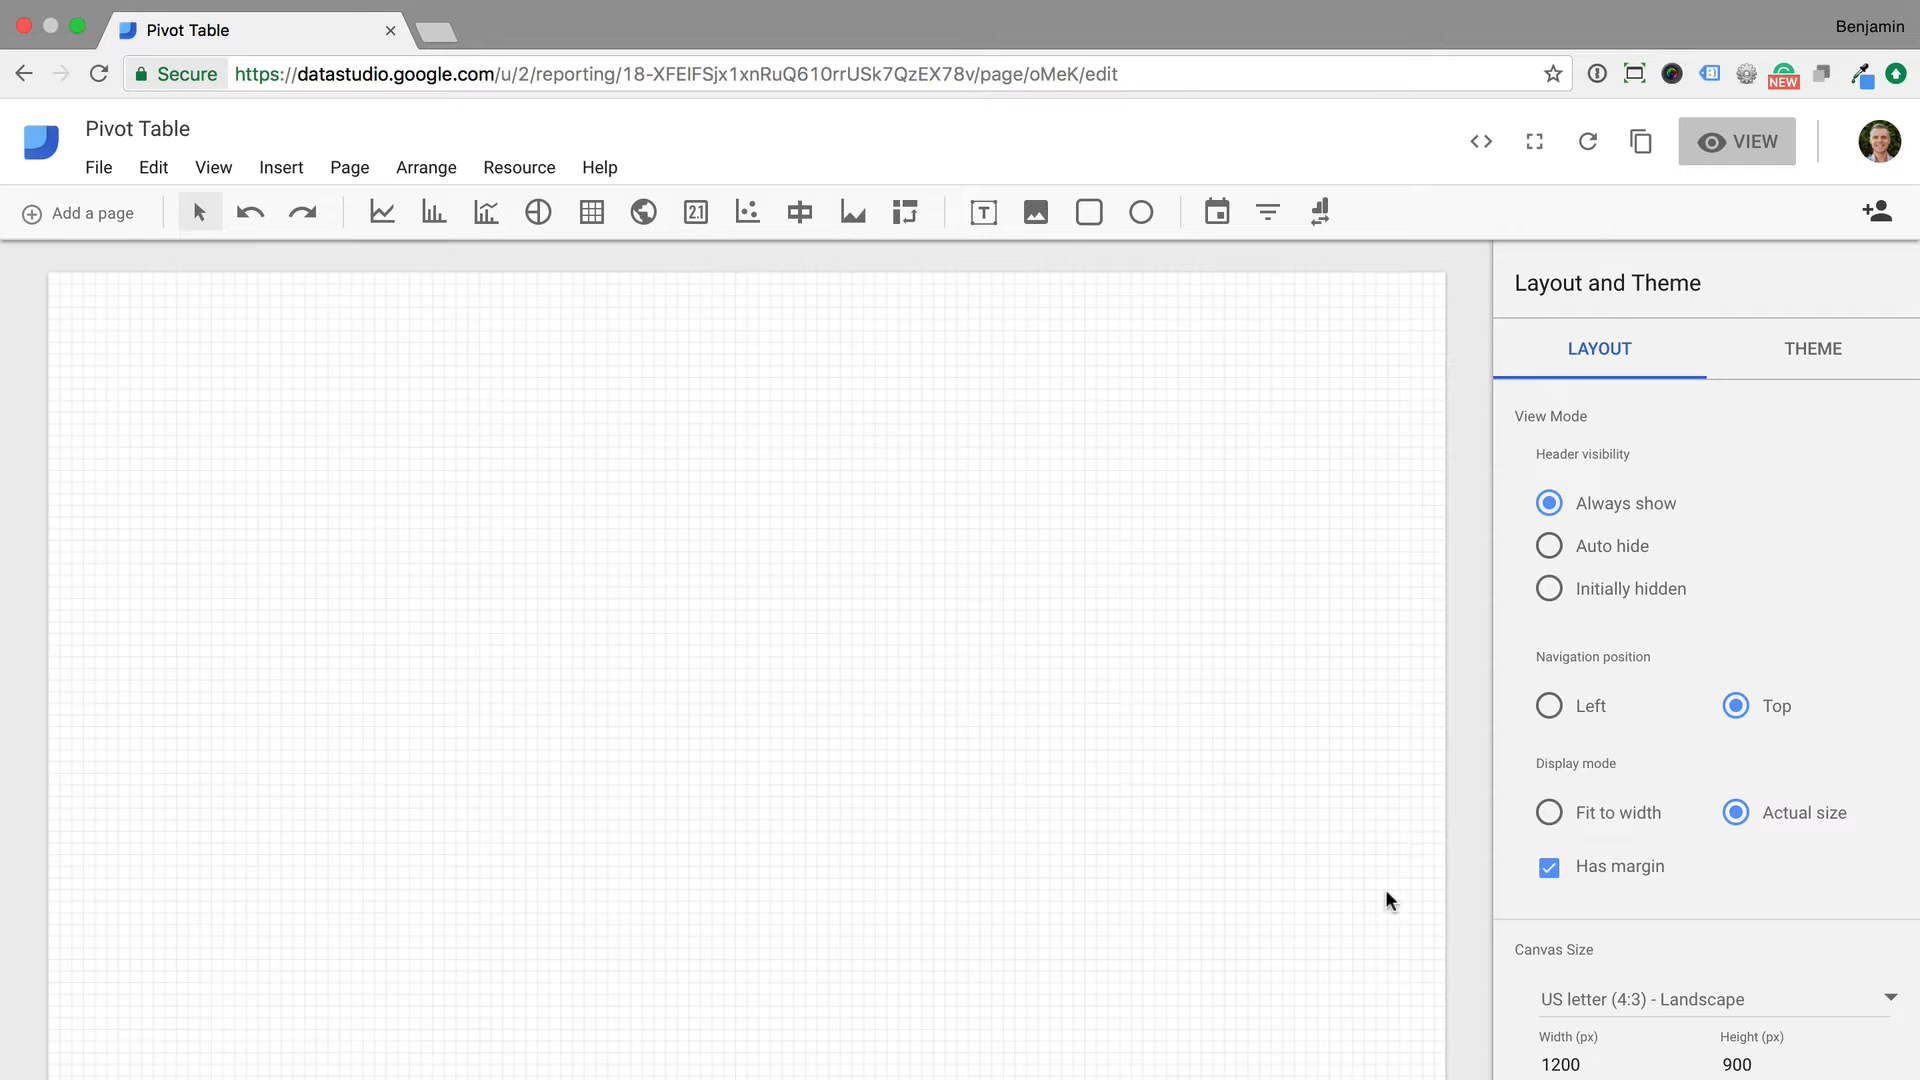 Pivot Table
Benjamin
Secure https://datastudio.google.com/u/2/reporting/18-XFElFSjx1xnRuQ610rrUSk7QzEX78v/page/oMeK/edit
NEW
Pivot Table
File Edit View Insert Page Arrange Resource Help
VIEW
Add a page
2.1
T
Layout and Theme
LAYOUT THEME
View Mode
Header visibility
Always show
Auto hide
Initially hidden
Navigation position
Left Top
Display mode
Fit to width Actual size
Has margin
Canvas Size
US letter (4:3) - Landscape
Width (px) Height (px)
1200 900